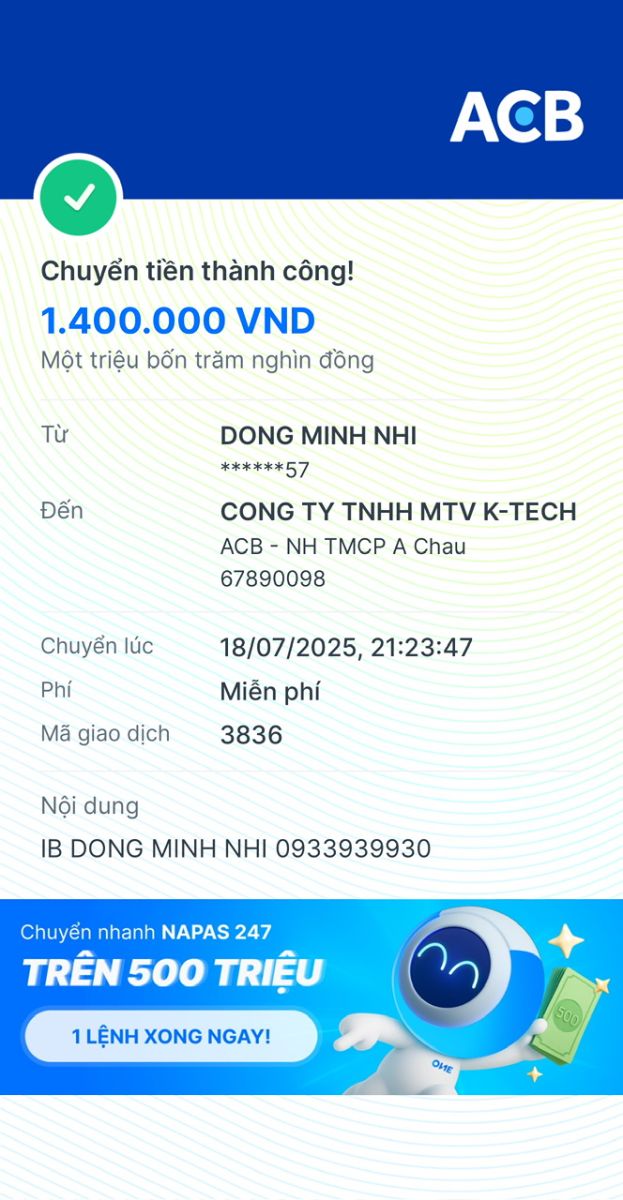 ACB
Chuyển tiền thành công!
1.400.000 VND
Một triệu bốn trăm nghìn đồng
Từ
DONG MINH NHI
******57
Đến
CONG TY TNHH MTV K-TECH
ACB - NH TMCP A Chau
67890098
Chuyển lúc
18/07/2025, 21:23:47
Phí
Miễn phí
Mã giao dịch
3836
Nội dung
IB DONG MINH NHI 0933939930
Chuyển nhanh NAPAS 247
TRÊN 500 TRIỆU
1 LỆNH XONG NGAY!
500
ONE